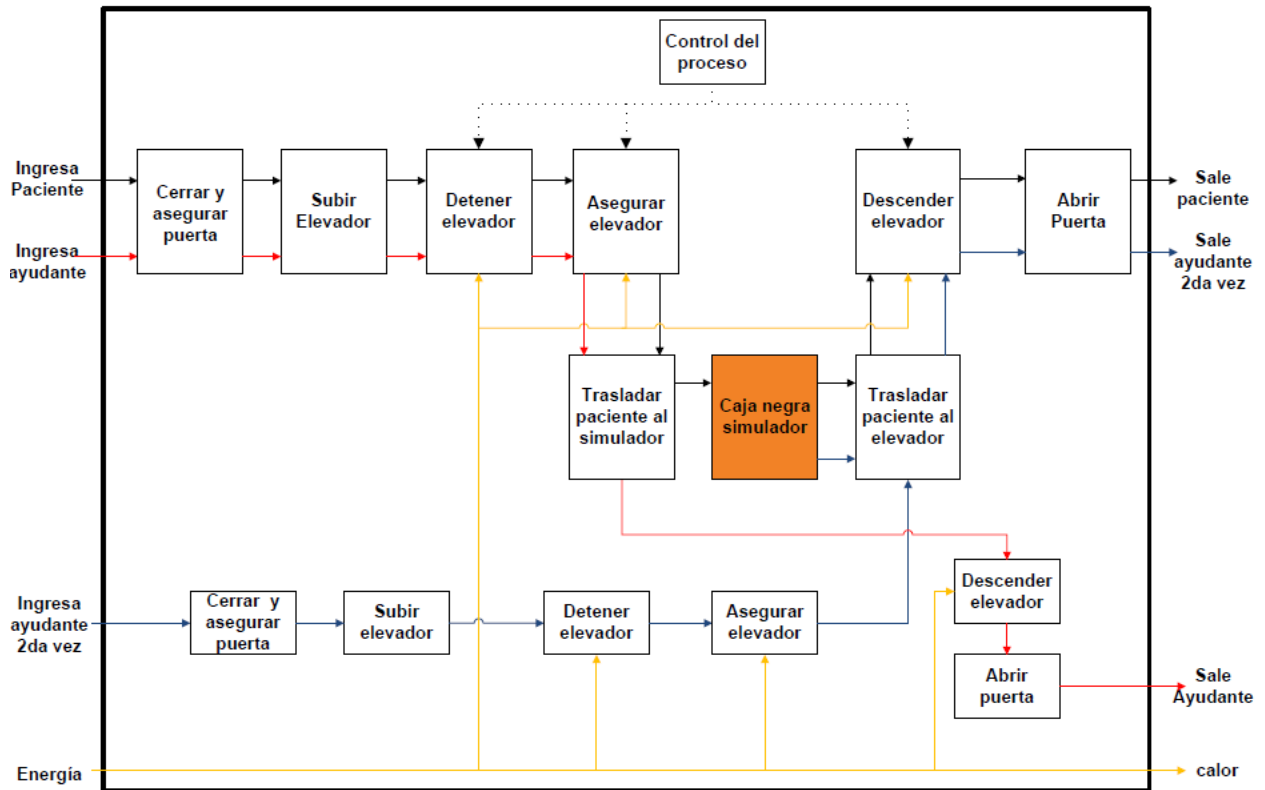 Control del
proceso
Ingresa
Paciente
Ingresa
ayudante
Cerrar y
asegurar
puerta
Subir
Elevador
Detener
elevador
Asegurar
elevador
Descender
elevador
Abrir
Puerta
Sale
paciente
Sale
ayudante
2da vez
Trasladar
paciente al
simulador
Caja negra
simulador
Trasladar
paciente al
elevador
Ingresa
ayudante
2da vez
Cerrar y
asegurar
puerta
Subir
elevador
Detener
elevador
Asegurar
elevador
Descender
elevador
Abrir
puerta
Sale
Ayudante
Energía
calor